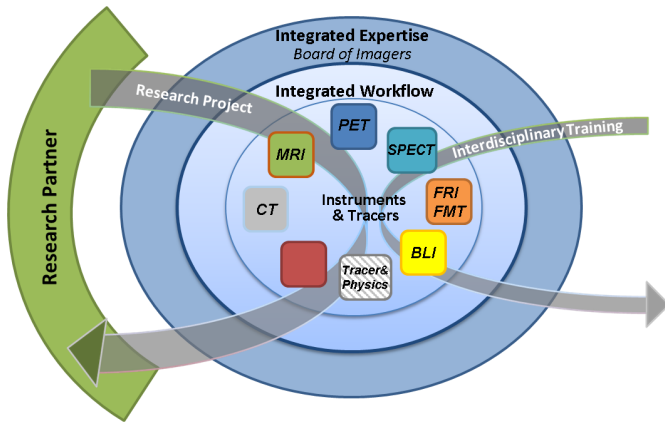 Integrated Expertise
Board of Imagers
Integrated Workflow
Research Project
Interdisciplinary Training
Research Partner
PET
SPECT
MRI
FRI
FMT
CT
Instruments
& Tracers
BLI
Tracer&
Physics